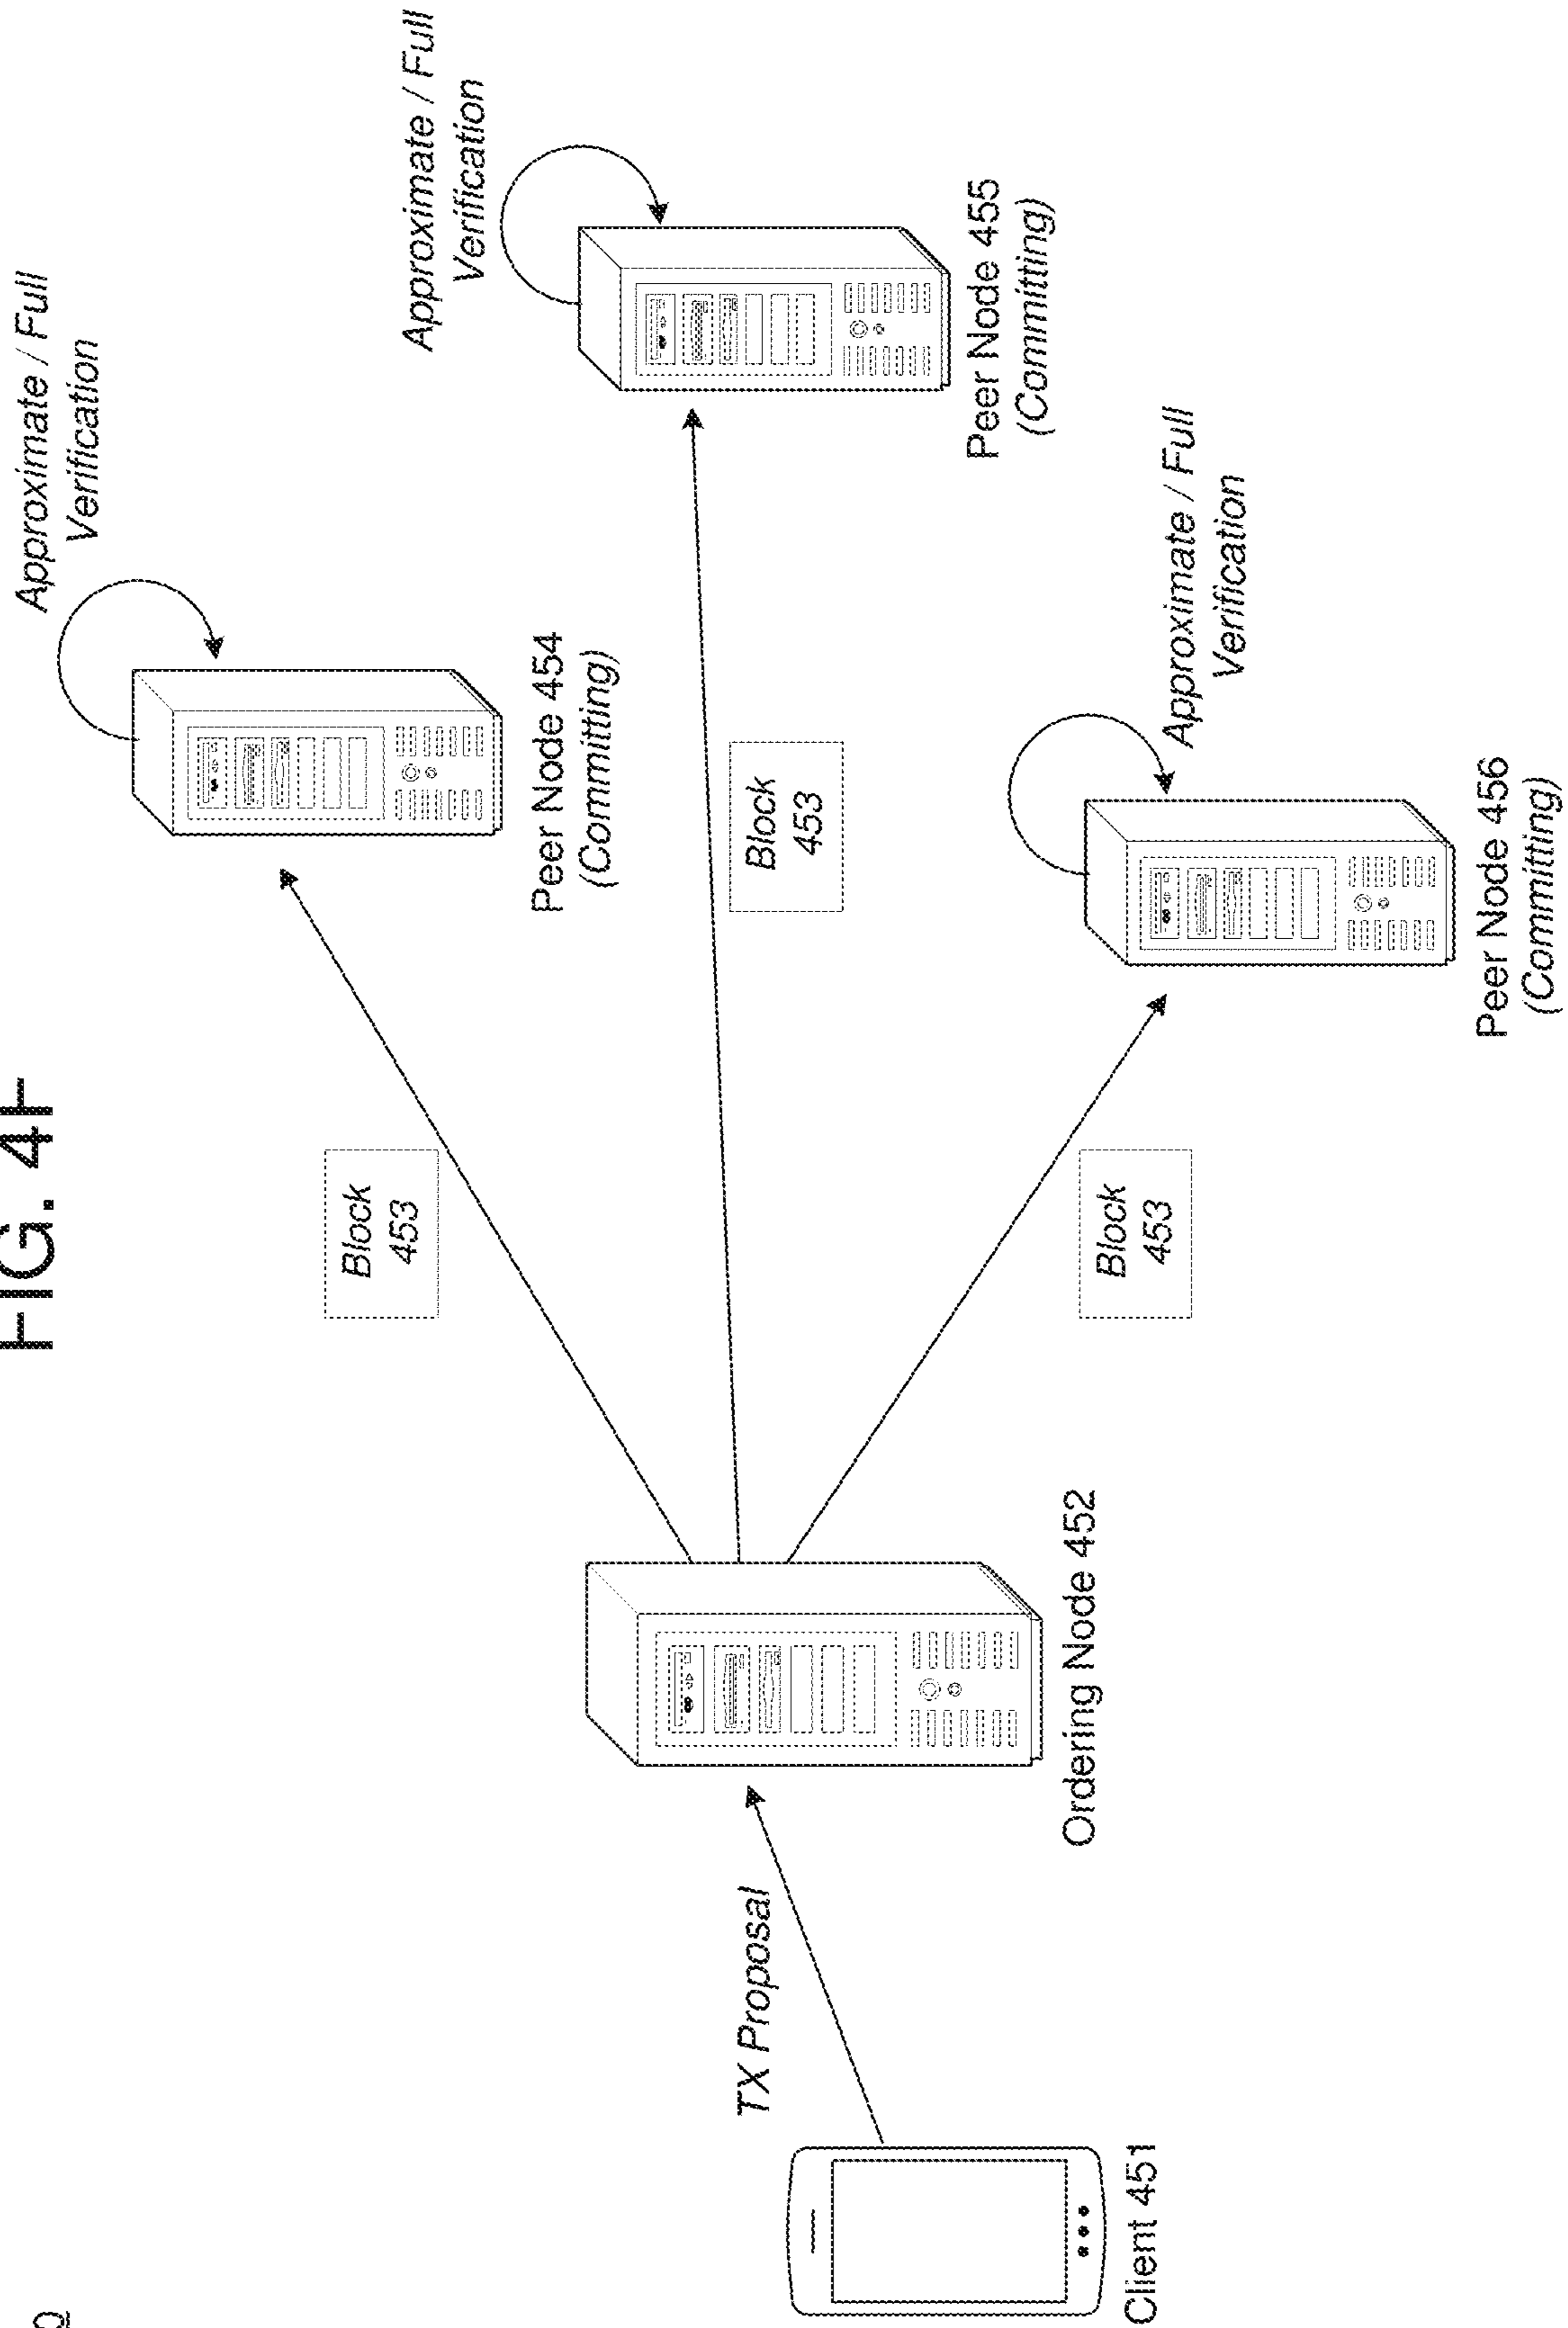 FIG. 4F
Approximate / Full
Verification
Peer Node 454
(Committing)
Block
453
Approximate / Full
Verification
TX Proposal
Block
453
Peer Node 455
(Committing)
Client 451
Ordering Node 452
Block
453
Approximate / Full
Verification
Peer Node 456
(Committing)